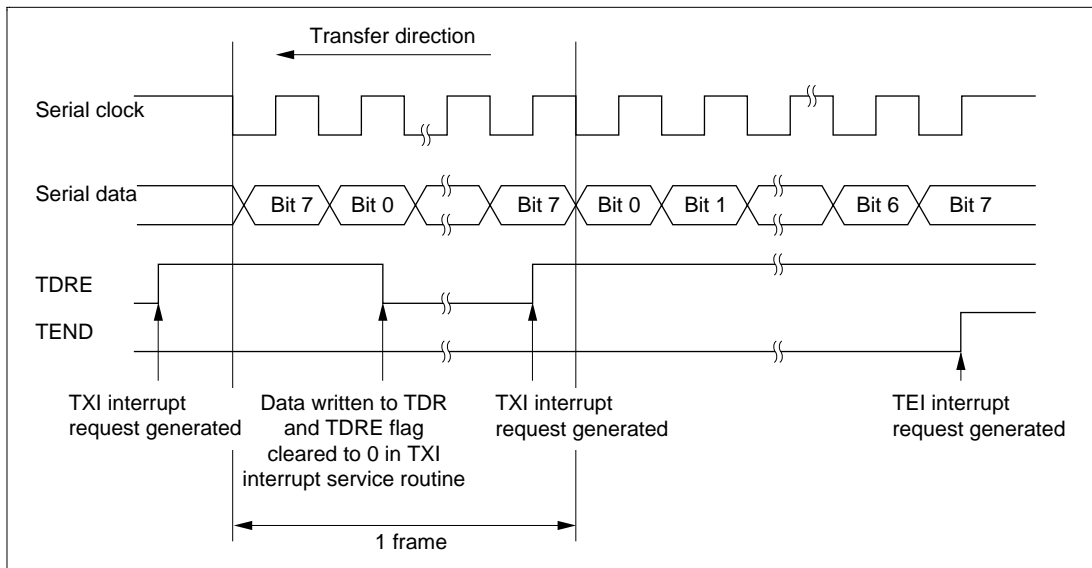 Transfer direction
Serial clock
Serial data
Bit 7 Bit 0 Bit 7 Bit 0 Bit 1 Bit 6 Bit 7
TDRE
TEND
TXI interrupt
request generated
Data written to TDR
and TDRE flag
cleared to 0 in TXI
interrupt service routine
TXI interrupt
request generated
TEI interrupt
request generated
1 frame